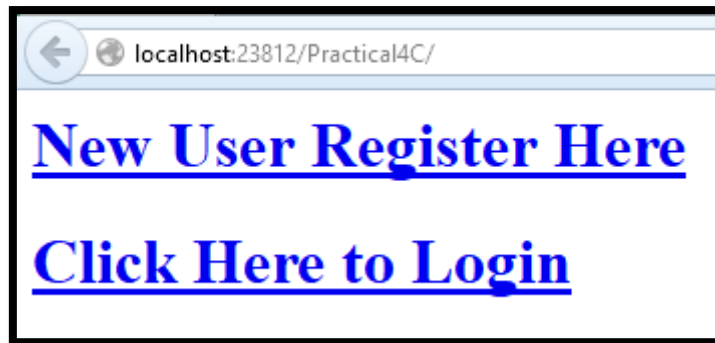 localhost:23812/Practical4C/
New User Register Here
Click Here to Login